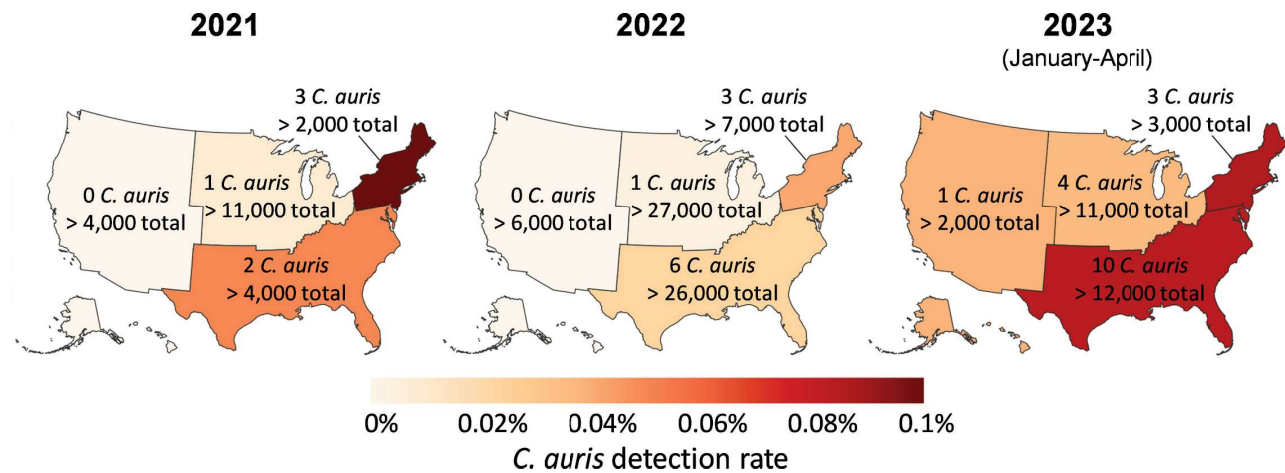 2021
3 C. auris
> 2,000 total
0 C. auris
> 4,000 total
1 C. auris
> 11,000 total
2 C. auris
> 4,000 total
2022
3 C. auris
> 7,000 total
0 C. auris
> 6,000 total
1 C. auris
> 27,000 total
6 C. auris
> 26,000 total
2023
(January-April)
3 C. auris
> 3,000 total
1 C. auris
> 2,000 total
4 C. auris
> 11,000 total
10 C. auris
> 12,000 total
0% 0.02% 0.04% 0.06% 0.08% 0.1%
C. auris detection rate